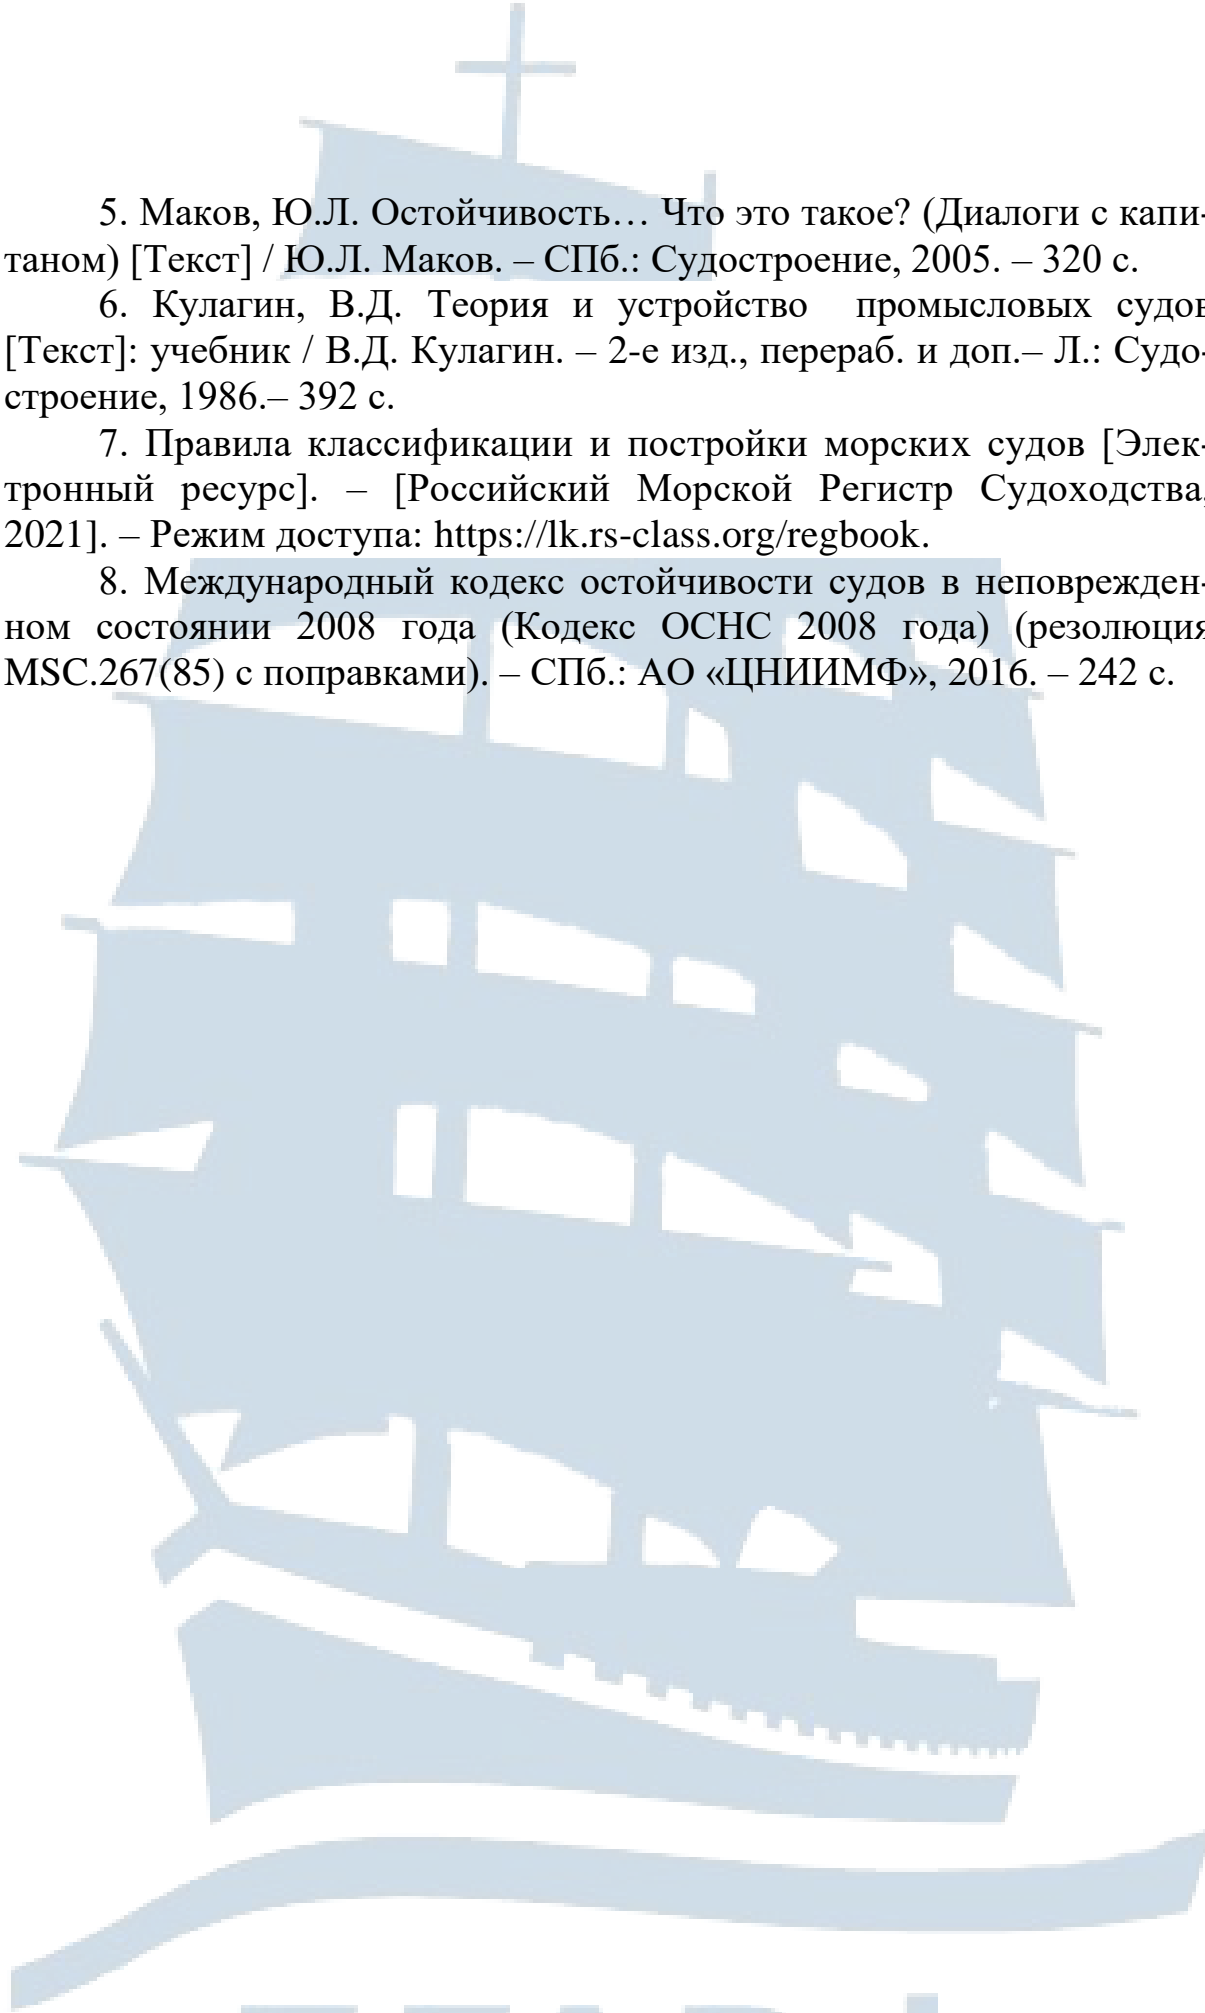 5. Маков, Ю.Л. Остойчивость… Что это такое? (Диалоги с капи-
таном) [Текст] / Ю.Л. Маков. – СПб.: Судостроение, 2005. – 320 с.
6. Кулагин, В.Д. Теория и устройство промысловых судов
[Текст]: учебник / В.Д. Кулагин. – 2-е изд., перераб. и доп.– Л.: Судо-
строение, 1986.– 392 с.
7. Правила классификации и постройки морских судов [Элек-
тронный ресурс]. – [Российский Морской Регистр Судоходства,
2021]. – Режим доступа: https://lk.rs-class.org/regbook.
8. Международный кодекс остойчивости судов в неповрежден-
ном состоянии 2008 года (Кодекс ОСНС 2008 года) (резолюция
MSC.267(85) с поправками). – СПб.: АО «ЦНИИМФ», 2016. – 242 с.